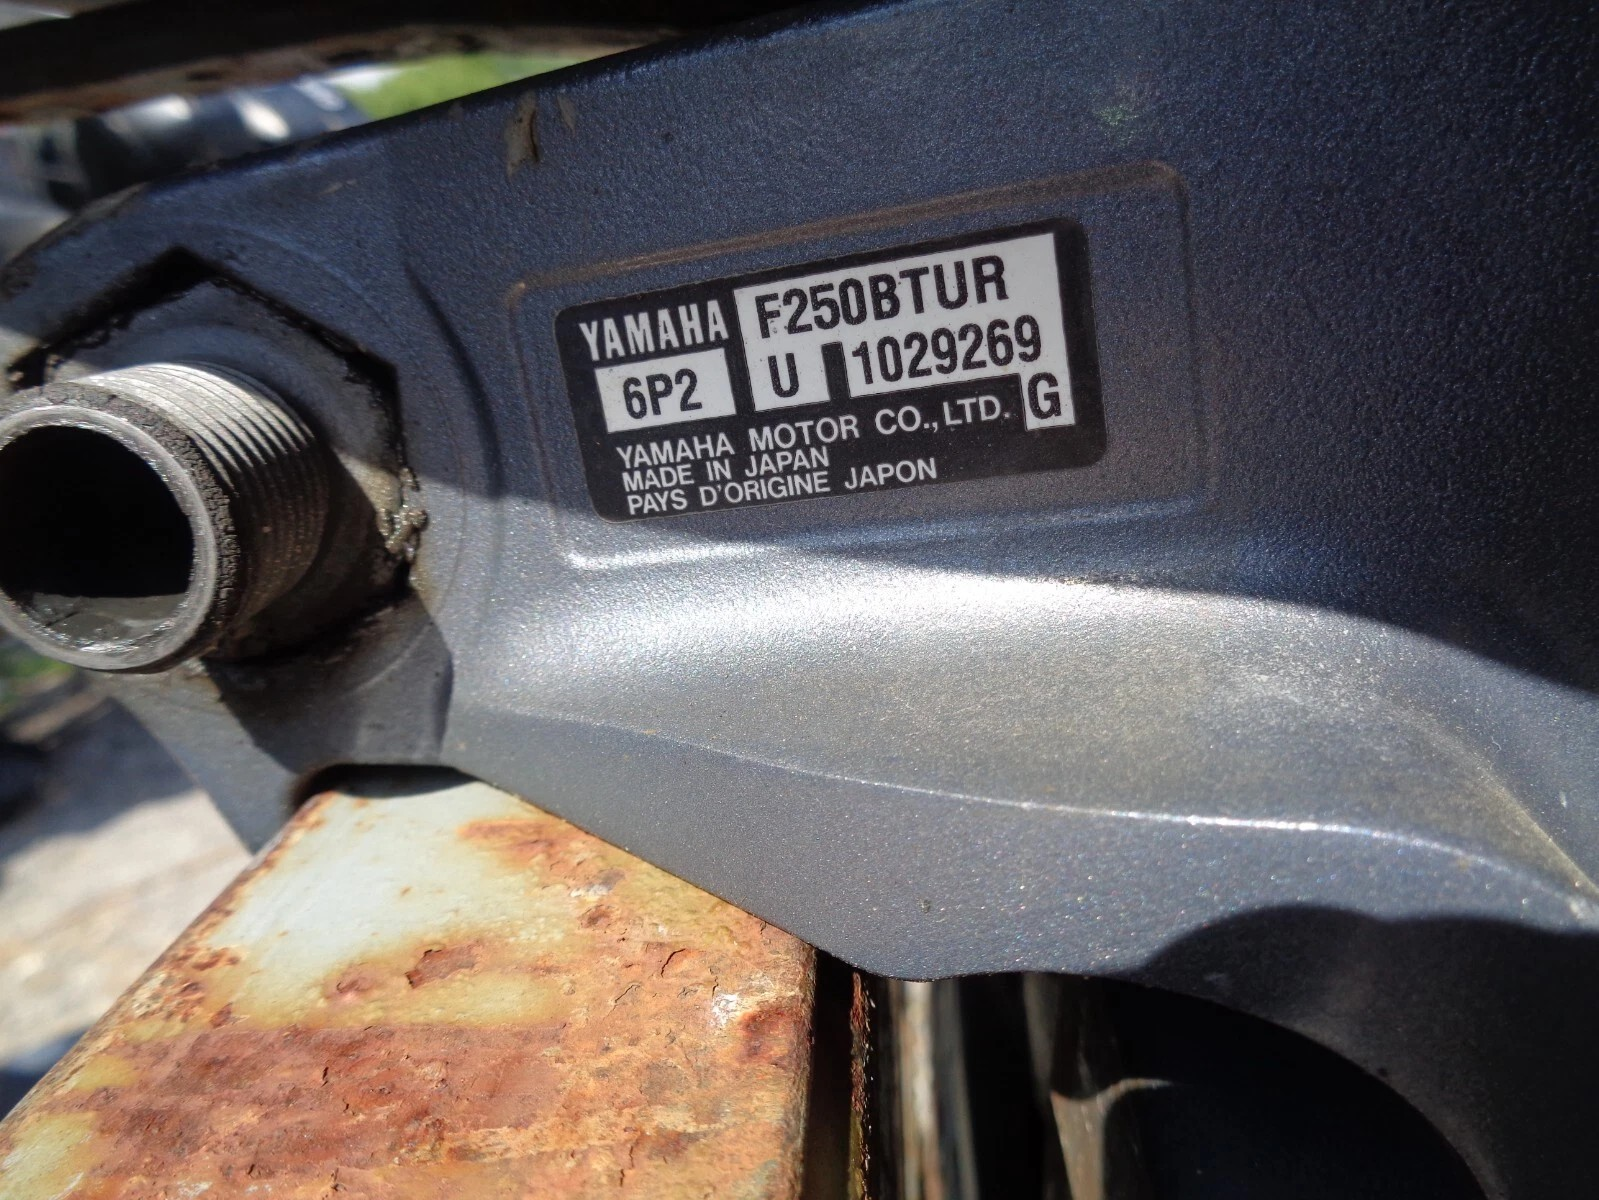 YAMAHA F250BTUR
6P2 U 1029269
YAMAHA MOTOR CO., LTD. G
MADE IN JAPAN
PAYS D'ORIGINE JAPON